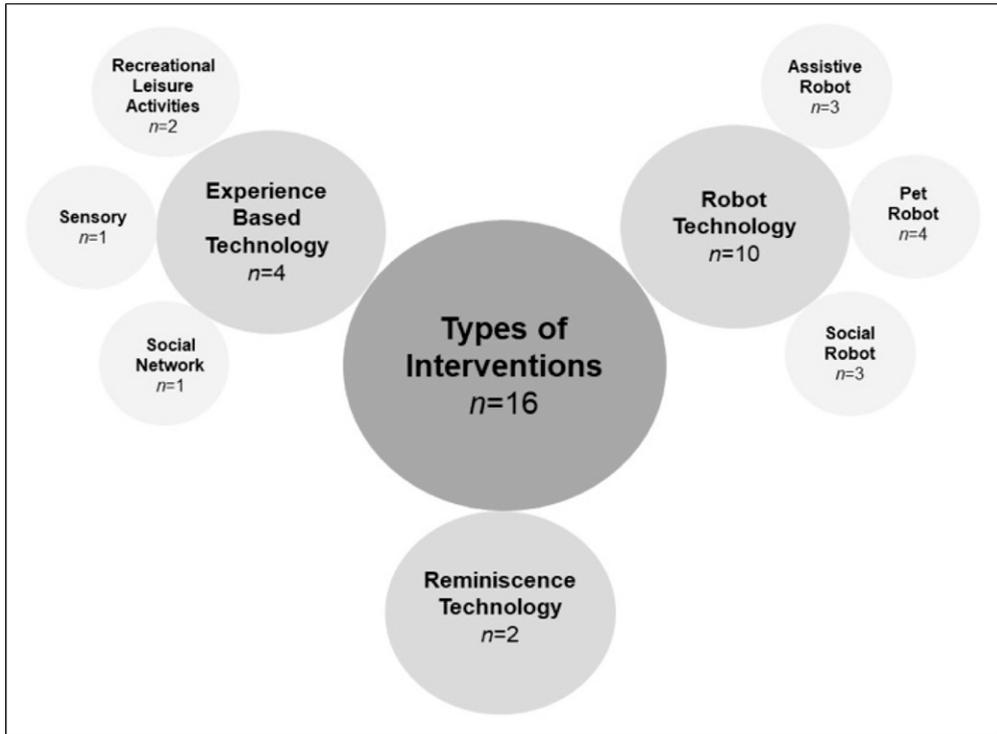 Recreational
Leisure
Activities
n=2
Sensory
n=1
Social
Network
n=1
Experience
Based
Technology
n=4
Types of
Interventions
n=16
Reminiscence
Technology
n=2
Robot
Technology
n=10
Assistive
Robot
n=3
Pet
Robot
n=4
Social
Robot
n=3